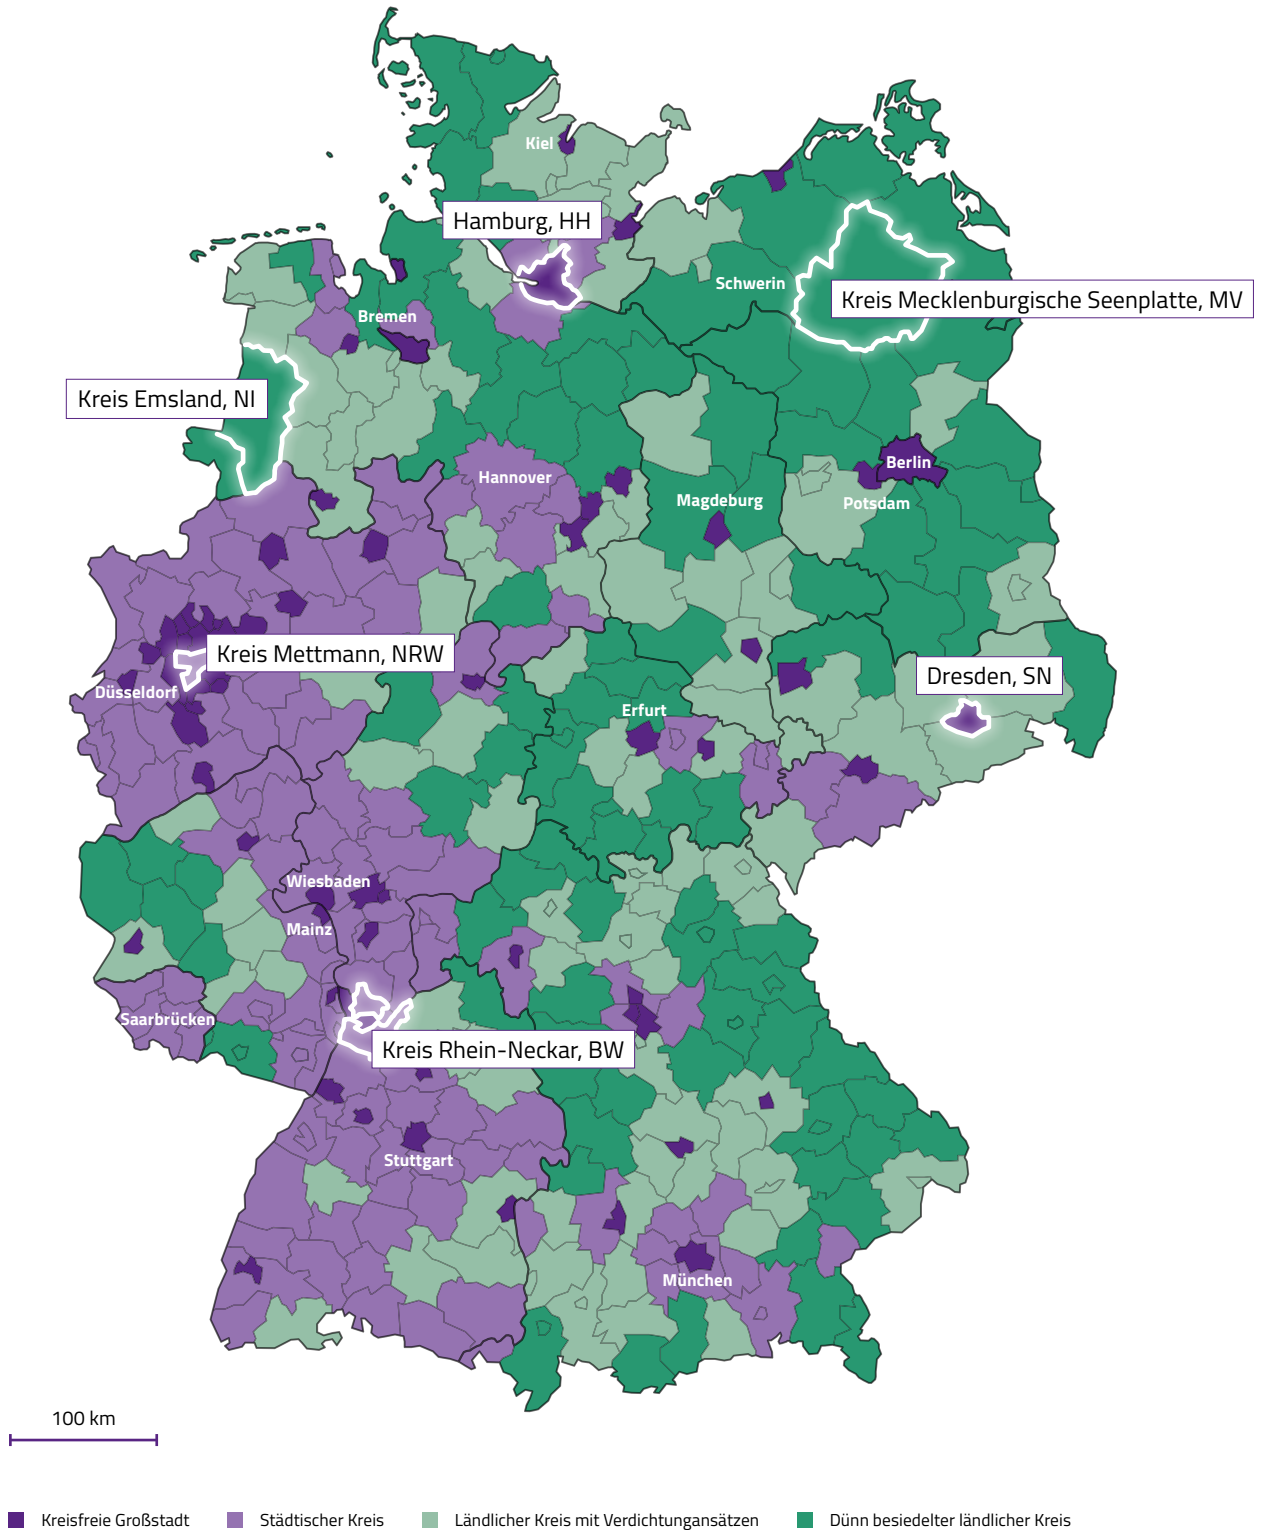 Kiel
Hamburg, HH
Schwerin
Kreis Mecklenburgische Seenplatte, MV
Bremen
Kreis Emsland, NI
Berlin
Hannover
Magdeburg
Potsdam
Kreis Mettmann, NRW
Dresden, SN
Düsseldorf
Erfurt
Wiesbaden
Mainz
Saarbrücken
Kreis Rhein-Neckar, BW
Stuttgart
München
100 km
Kreisfreie Großstadt
Städtischer Kreis
Ländlicher Kreis mit Verdichtungansätzen
Dünn besiedelter ländlicher Kreis